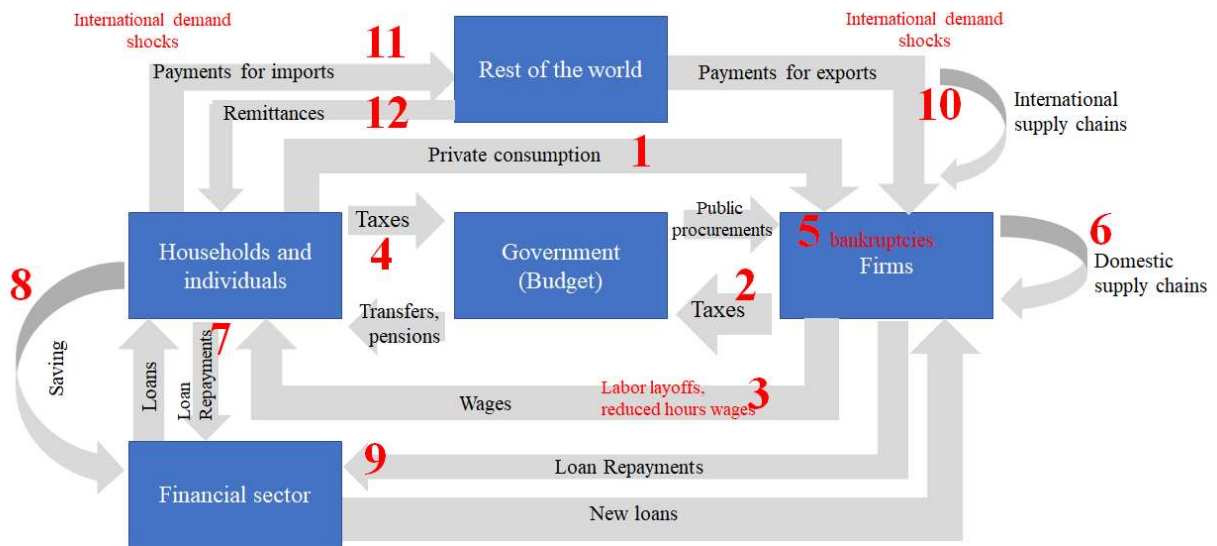 International demand
shocks
11
Payments for imports
Rest of the world
Payments for exports
International demand
shocks
10
International
supply chains
Remittances
12
Private consumption
1
Taxes
4
Public
procurements
5
bankruptcies
Firms
6
Domestic
supply chains
Households and
individuals
Government
(Budget)
2
Taxes
8
Transfers,
pensions
7
Saving
Loans
Loan
Repayments
Wages
Labor layoffs,
reduced hours wages
3
9
Loan Repayments
Financial sector
New loans